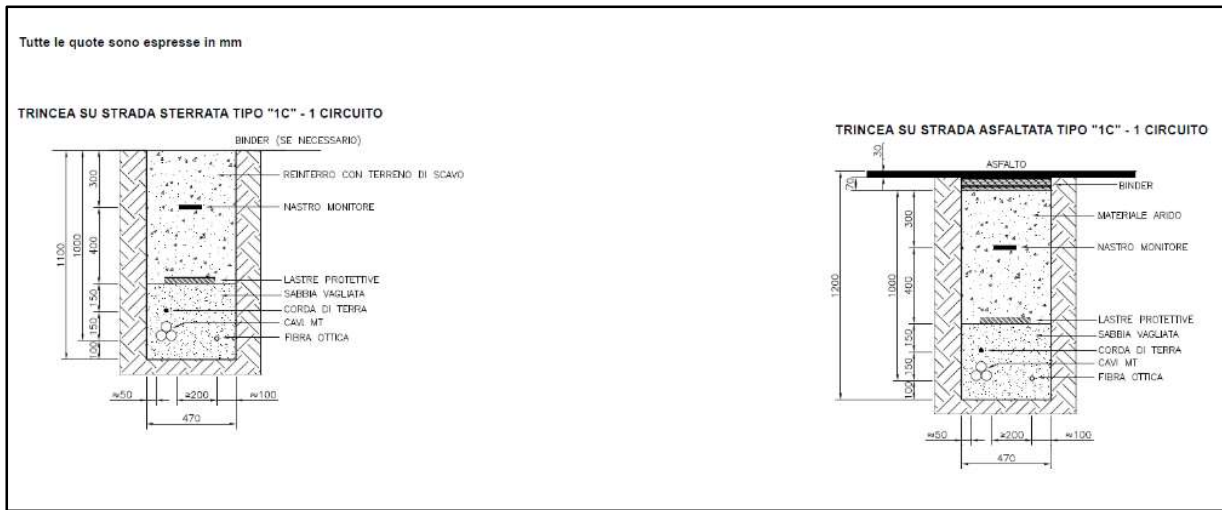 Tutte le quote sono espresse in mm
TRINCEA SU STRADA STERRATA TIPO "1C" - 1 CIRCUITO
BINDER (SE NECESSARIO)
REINTERRO CON TERRENO DI SCAVO
NASTRO MONITORE
LASTRE PROTETTIVE
SABBIA VAGLIATA
CORDA DI TERRA
CAVI MT
FIBRA OTTICA
1100
1000
300
400
150
150
100
≈50
≥200
≈100
470
TRINCEA SU STRADA ASFALTATA TIPO "1C" - 1 CIRCUITO
ASFALTO
BINDER
MATERIALE ARIDO
NASTRO MONITORE
LASTRE PROTETTIVE
SABBIA VAGLIATA
CORDA DI TERRA
CAVI MT
FIBRA OTTICA
30
70
1200
1000
300
400
150
150
100
≈50
≥200
≈100
470